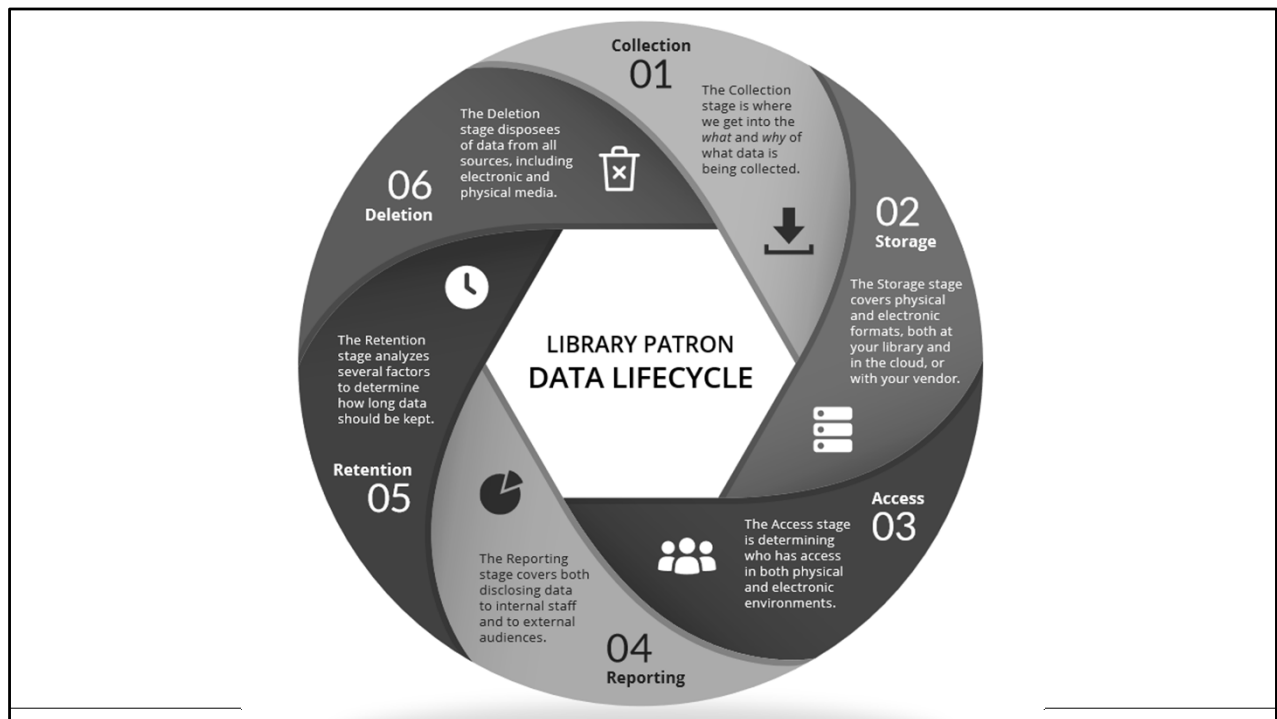 LIBRARY PATRON
DATA LIFECYCLE
Collection
01
The Collection
stage is where
we get into the
what and why of
what data is
being collected.
02
Storage
The Storage stage
covers physical
and electronic
formats, both at
your library and
in the cloud, or
with your vendor.
Access
03
The Access stage
is determining
who has access
in both physical
and electronic
environments.
04
Reporting
The Reporting
stage covers both
disclosing data
to internal staff
and to external
audiences.
Retention
05
The Retention
stage analyzes
several factors
to determine
how long data
should be kept.
06
Deletion
The Deletion
stage disposees
of data from all
sources, including
electronic and
physical media.